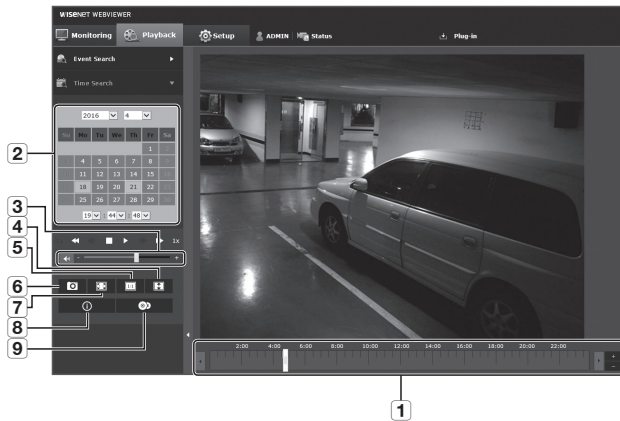 WISENET WEBVIEWER
Monitoring Playback Setup ADMIN Status Plug-in
Event Search
Time Search
2016 4
Su Mo Tu We Th Fr Sa
1
4 5 6 7 8
11 12 13 14 15
18 19 20 21 22
25 26 27 28 29
19 : 44 : 48
1x
- +
1:1
2:00 4:00 6:00 8:00 10:00 12:00 14:00 16:00 18:00 20:00 22:00
+
-
2
3
4
5
6
7
8
9
1